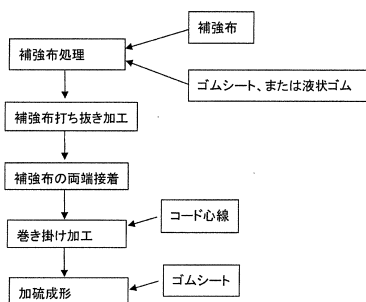 補強布
補強布処理
ゴムシート、または液状ゴム
補強布打ち抜き加工
補強布の両端接着
コード心線
巻き掛け加工
ゴムシート
加硫成形